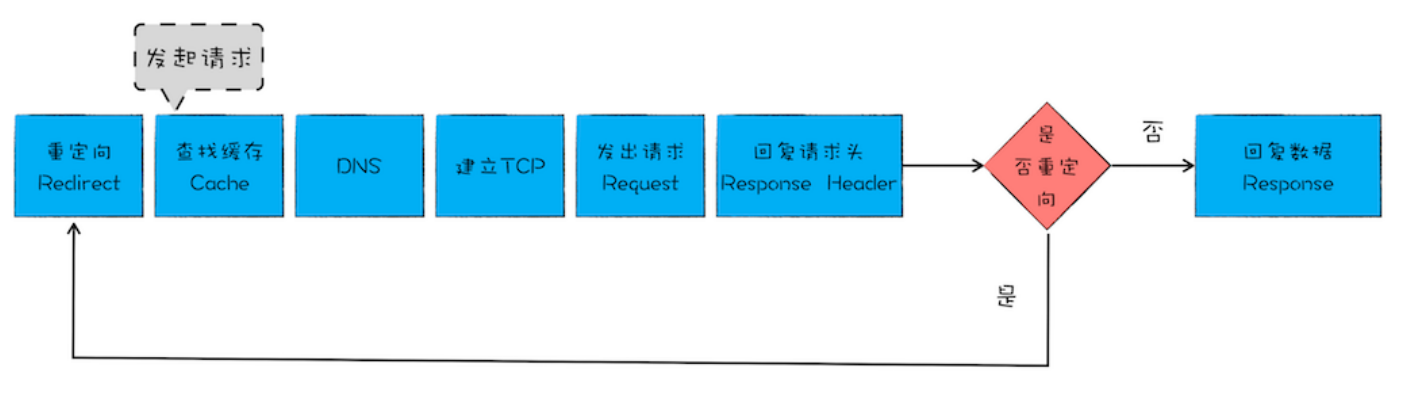 发起请求
重定向
Redirect
查找缓存
Cache
DNS
建立TCP
发出请求
Request
回复请求头
Response Header
是
否重定
向
否
回复数据
Response
是